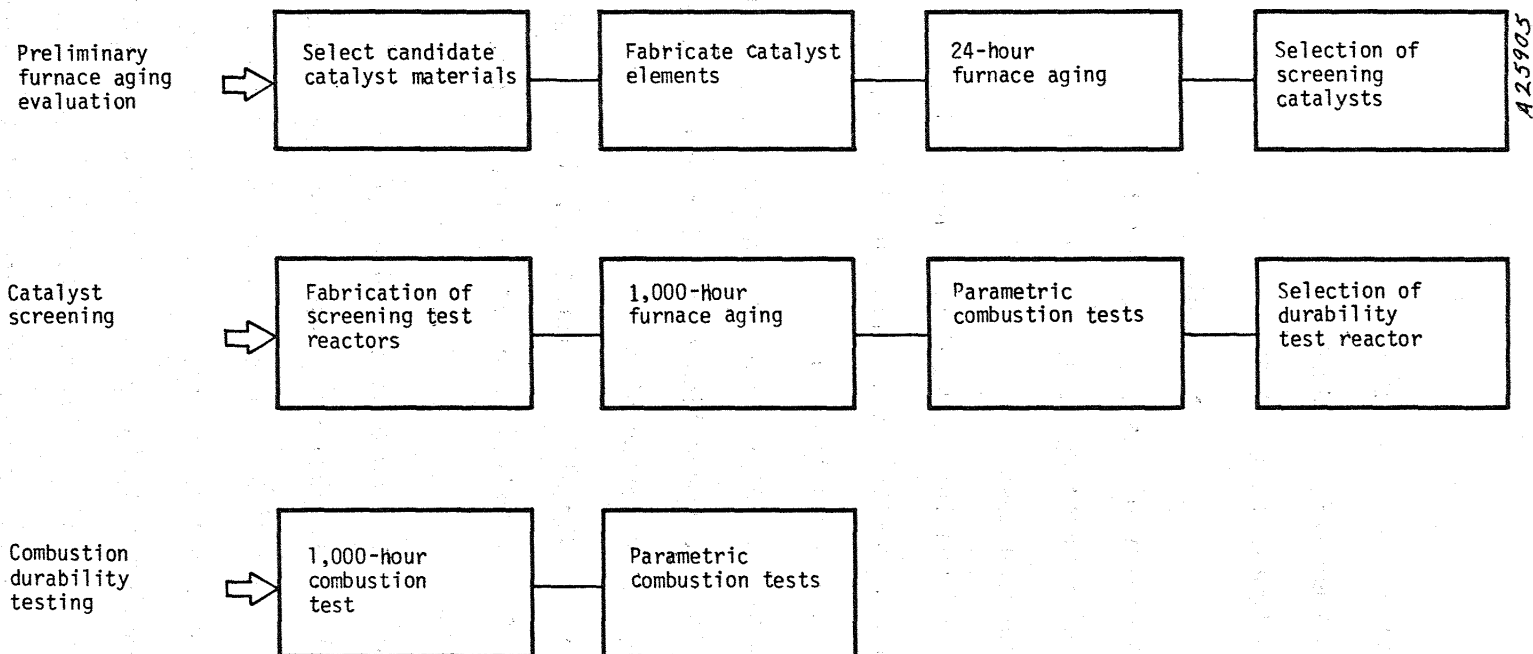 Preliminary
furnace aging
evaluation
Select candidate
catalyst materials
Fabricate catalyst
elements
24-hour
furnace aging
Selection of
screening
catalysts
A25905
Catalyst
screening
Fabrication of
screening test
reactors
1,000-Hour
furnace aging
Parametric
combustion tests
Selection of
durability
test reactor
Combustion
durability
testing
1,000-hour
combustion
test
Parametric
combustion tests